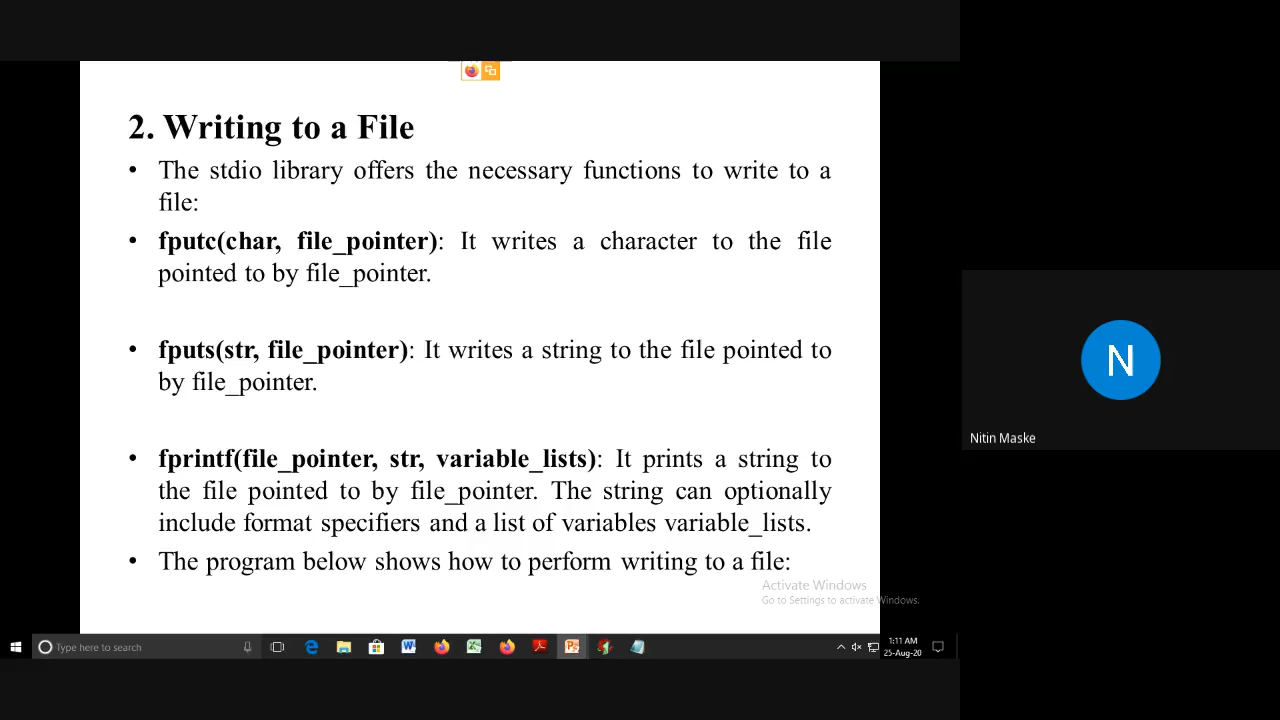 2. Writing to a File
• The stdio library offers the necessary functions to write to a
file:
• fputc(char, file_pointer): It writes a character to the file
pointed to by file_pointer.
• fputs(str, file_pointer): It writes a string to the file pointed to
by file_pointer.
• fprintf(file_pointer, str, variable_lists): It prints a string to
the file pointed to by file_pointer. The string can optionally
include format specifiers and a list of variables variable_lists.
• The program below shows how to perform writing to a file:
Activate Windows
Go to Settings to activate Windows.
N
Nitin Maske
Type here to search
1:11 AM
25-Aug-20